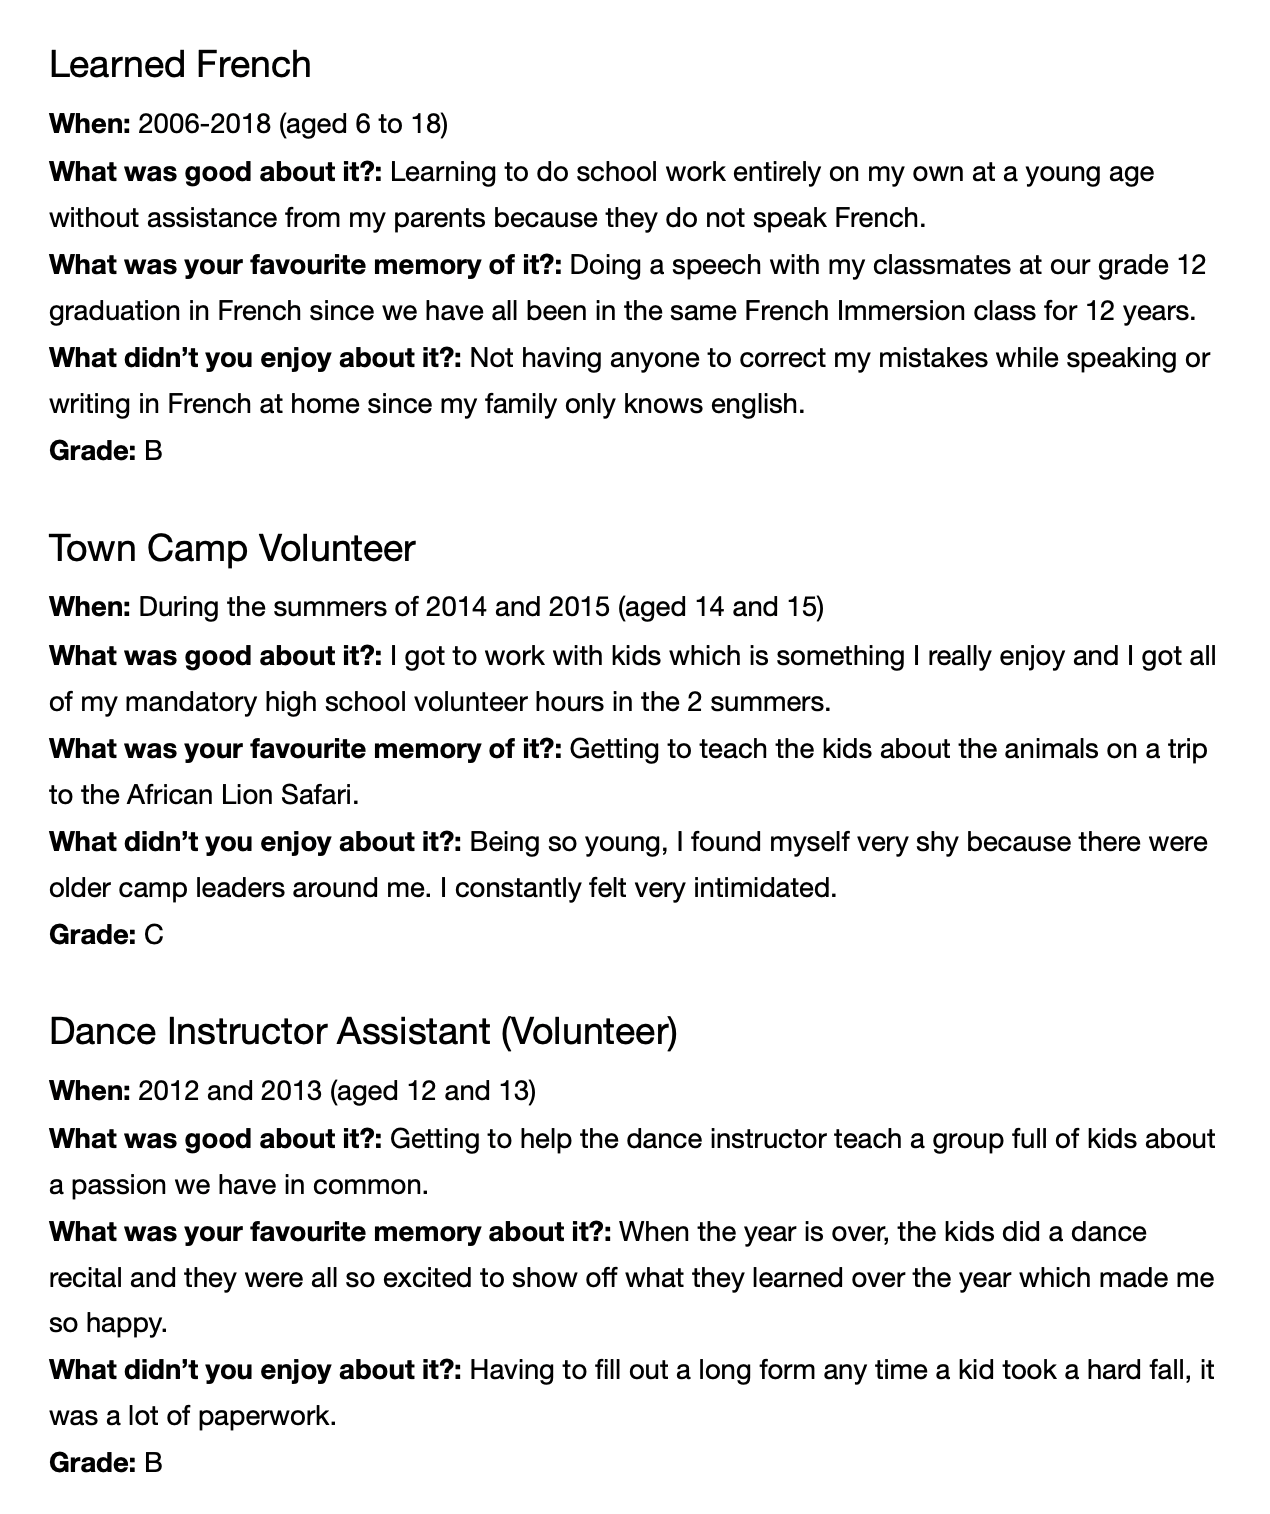 Learned French
When: 2006-2018 (aged 6 to 18)
What was good about it?: Learning to do school work entirely on my own at a young age
without assistance from my parents because they do not speak French.
What was your favourite memory of it?: Doing a speech with my classmates at our grade 12
graduation in French since we have all been in the same French Immersion class for 12 years.
What didn’t you enjoy about it?: Not having anyone to correct my mistakes while speaking or
writing in French at home since my family only knows english.
Grade: B
Town Camp Volunteer
When: During the summers of 2014 and 2015 (aged 14 and 15)
What was good about it?: I got to work with kids which is something I really enjoy and I got all
of my mandatory high school volunteer hours in the 2 summers.
What was your favourite memory of it?: Getting to teach the kids about the animals on a trip
to the African Lion Safari.
What didn’t you enjoy about it?: Being so young, I found myself very shy because there were
older camp leaders around me. I constantly felt very intimidated.
Grade: C
Dance Instructor Assistant (Volunteer)
When: 2012 and 2013 (aged 12 and 13)
What was good about it?: Getting to help the dance instructor teach a group full of kids about
a passion we have in common.
What was your favourite memory about it?: When the year is over, the kids did a dance
recital and they were all so excited to show off what they learned over the year which made me
so happy.
What didn’t you enjoy about it?: Having to fill out a long form any time a kid took a hard fall, it
was a lot of paperwork.
Grade: B